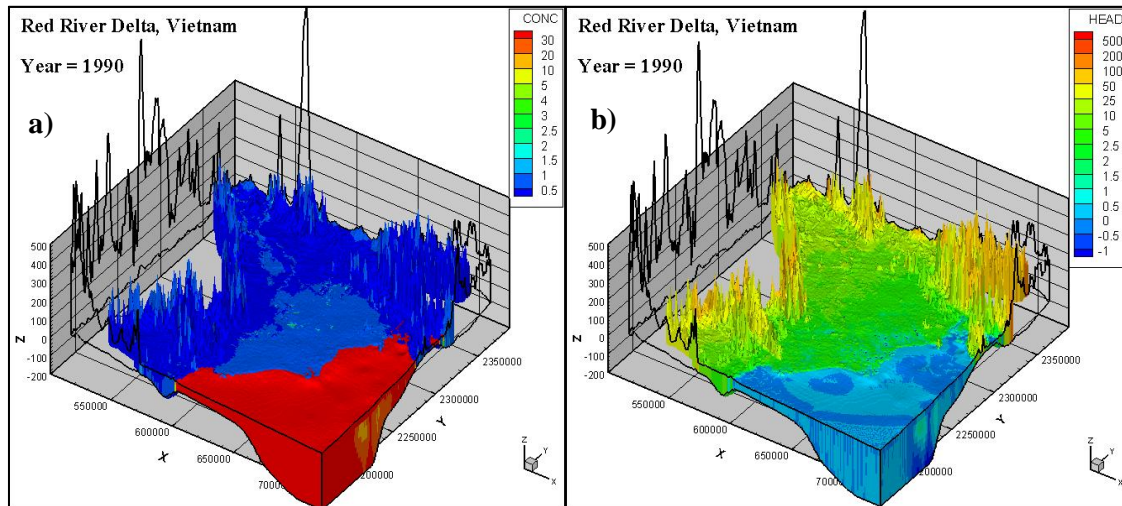 Red River Delta, Vietnam
Year = 1990
a)
CONC
30
20
10
5
4
3
2.5
2
1.5
1
0.5
500
400
300
200
100
0
-100
-200
Z
550000
600000
650000
X
2350000
2300000
2250000
Y
Z
Y
X
Red River Delta, Vietnam
Year = 1990
b)
HEAD
500
200
100
50
25
10
5
2.5
1.5
1
0
-0.5
-1
500
400
300
200
100
0
-100
-200
Z
550000
600000
650000
X
2350000
2300000
2250000
Y
Z
Y
X